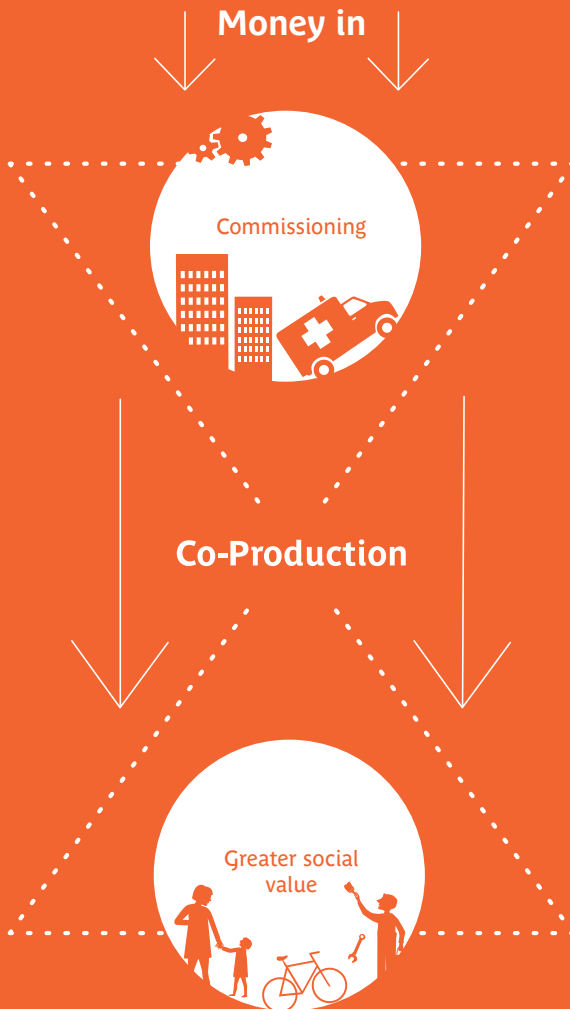 Money in
Commissioning
Co-Production
Greater social
value